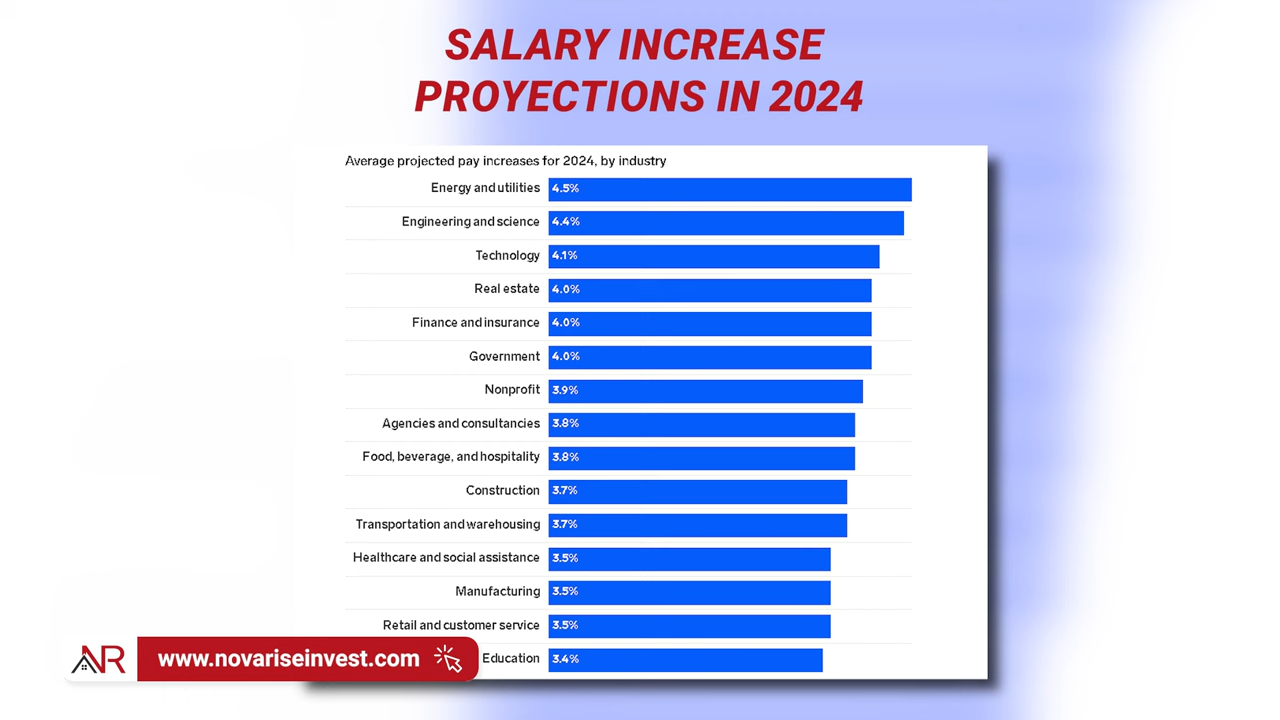 SALARY INCREASE
PROYECTIONS IN 2024
Average projected pay increases for 2024, by industry
Energy and utilities 4.5%
Engineering and science 4.4%
Technology 4.1%
Real estate 4.0%
Finance and insurance 4.0%
Government 4.0%
Nonprofit 3.9%
Agencies and consultancies 3.8%
Food, beverage, and hospitality 3.8%
Construction 3.7%
Transportation and warehousing 3.7%
Healthcare and social assistance 3.5%
Manufacturing 3.5%
Retail and customer service 3.5%
Education 3.4%
NR www.novariseinvest.com